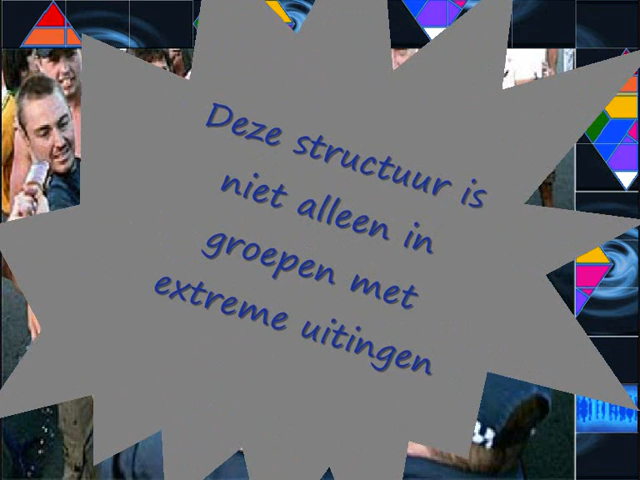 Deze structuur is
niet alleen in
groepen met
extreme uitingen